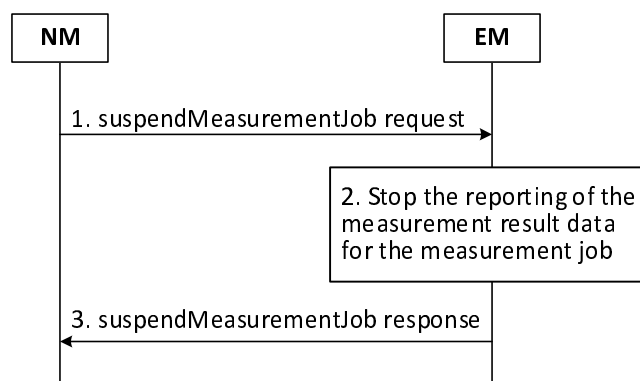 NM
EM
1. suspendMeasurementJob request
2. Stop the reporting of the
measurement result data
for the measurement job
3. suspendMeasurementJob response